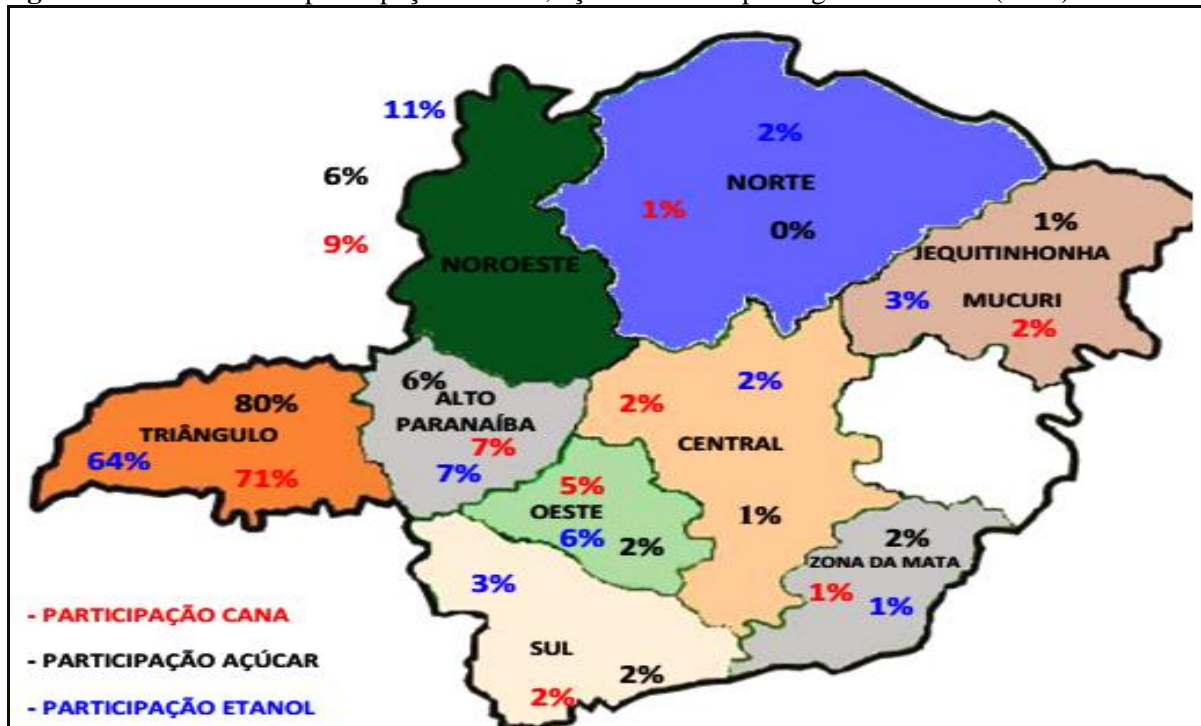 11%
6%
9%
NOROESTE
2%
NORTE
1%
0%
1%
JEQUITINHONHA
3%
MUCURI
2%
80%
TRIÂNGULO
64%
71%
6%
ALTO
PARANAÍBA
7%
7%
2%
2%
CENTRAL
1%
5%
OESTE
6%
2%
2%
ZONA DA MATA
1%
1%
3%
SUL
2%
2%
- PARTICIPAÇÃO CANA
- PARTICIPAÇÃO AÇÚCAR
- PARTICIPAÇÃO ETANOL